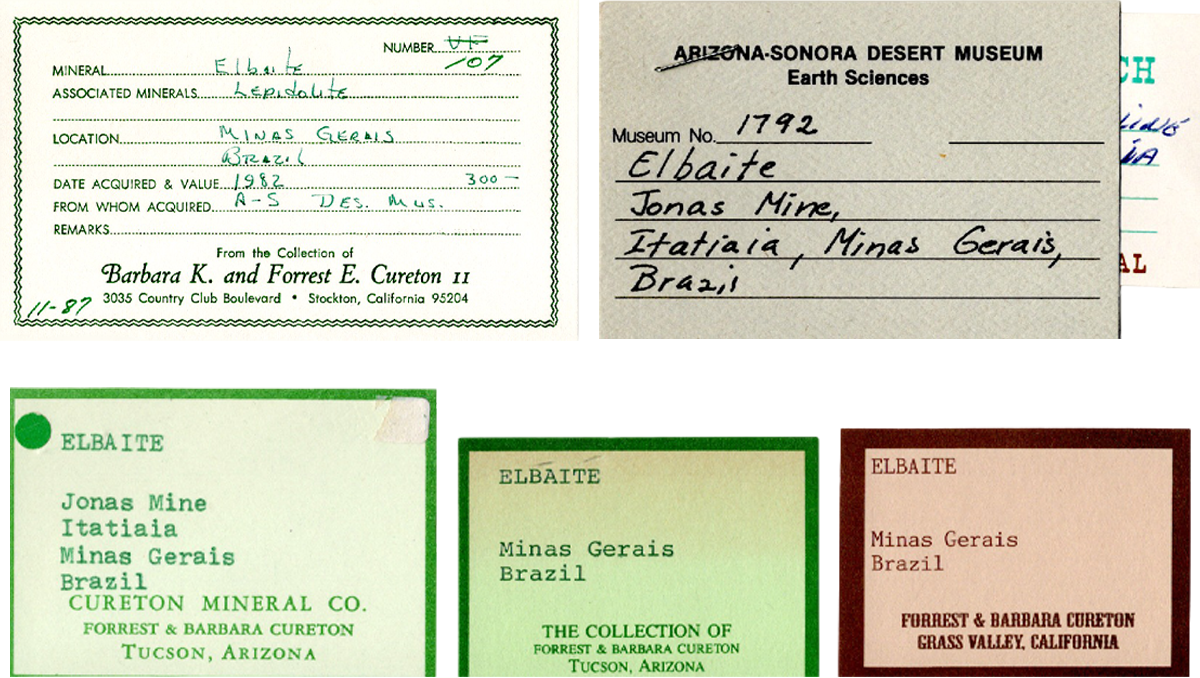 NUMBER VF
107
MINERAL Elbaite
ASSOCIATED MINERALS Lepidolite
LOCATION MINAS GERAIS
BRAZIL
DATE ACQUIRED & VALUE 1982 300—
FROM WHOM ACQUIRED A-S DES. MUS.
REMARKS
From the Collection of
Barbara K. and Forrest E. Cureton II
3035 Country Club Boulevard • Stockton, California 95204
11-87
ARIZONA-SONORA DESERT MUSEUM
Earth Sciences
Museum No. 1792
Elbaite
Jonas Mine,
Itatiaia, Minas Gerais,
Brazil
CH
AL
ELBAITE
Jonas Mine
Itatiaia
Minas Gerais
Brazil
CURETON MINERAL CO.
FORREST & BARBARA CURETON
TUCSON, ARIZONA
ELBAITE
Minas Gerais
Brazil
THE COLLECTION OF
FORREST & BARBARA CURETON
TUCSON, ARIZONA
ELBAITE
Minas Gerais
Brazil
FORREST & BARBARA CURETON
GRASS VALLEY, CALIFORNIA